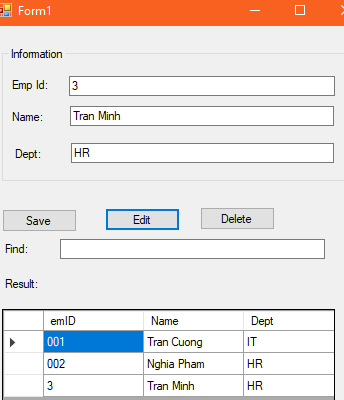 Form1
Information
Emp Id: 3
Name: Tran Minh
Dept: HR
Save Edit Delete
Find:
Result:
emID Name Dept
001 Tran Cuong IT
002 Nghia Pham HR
3 Tran Minh HR